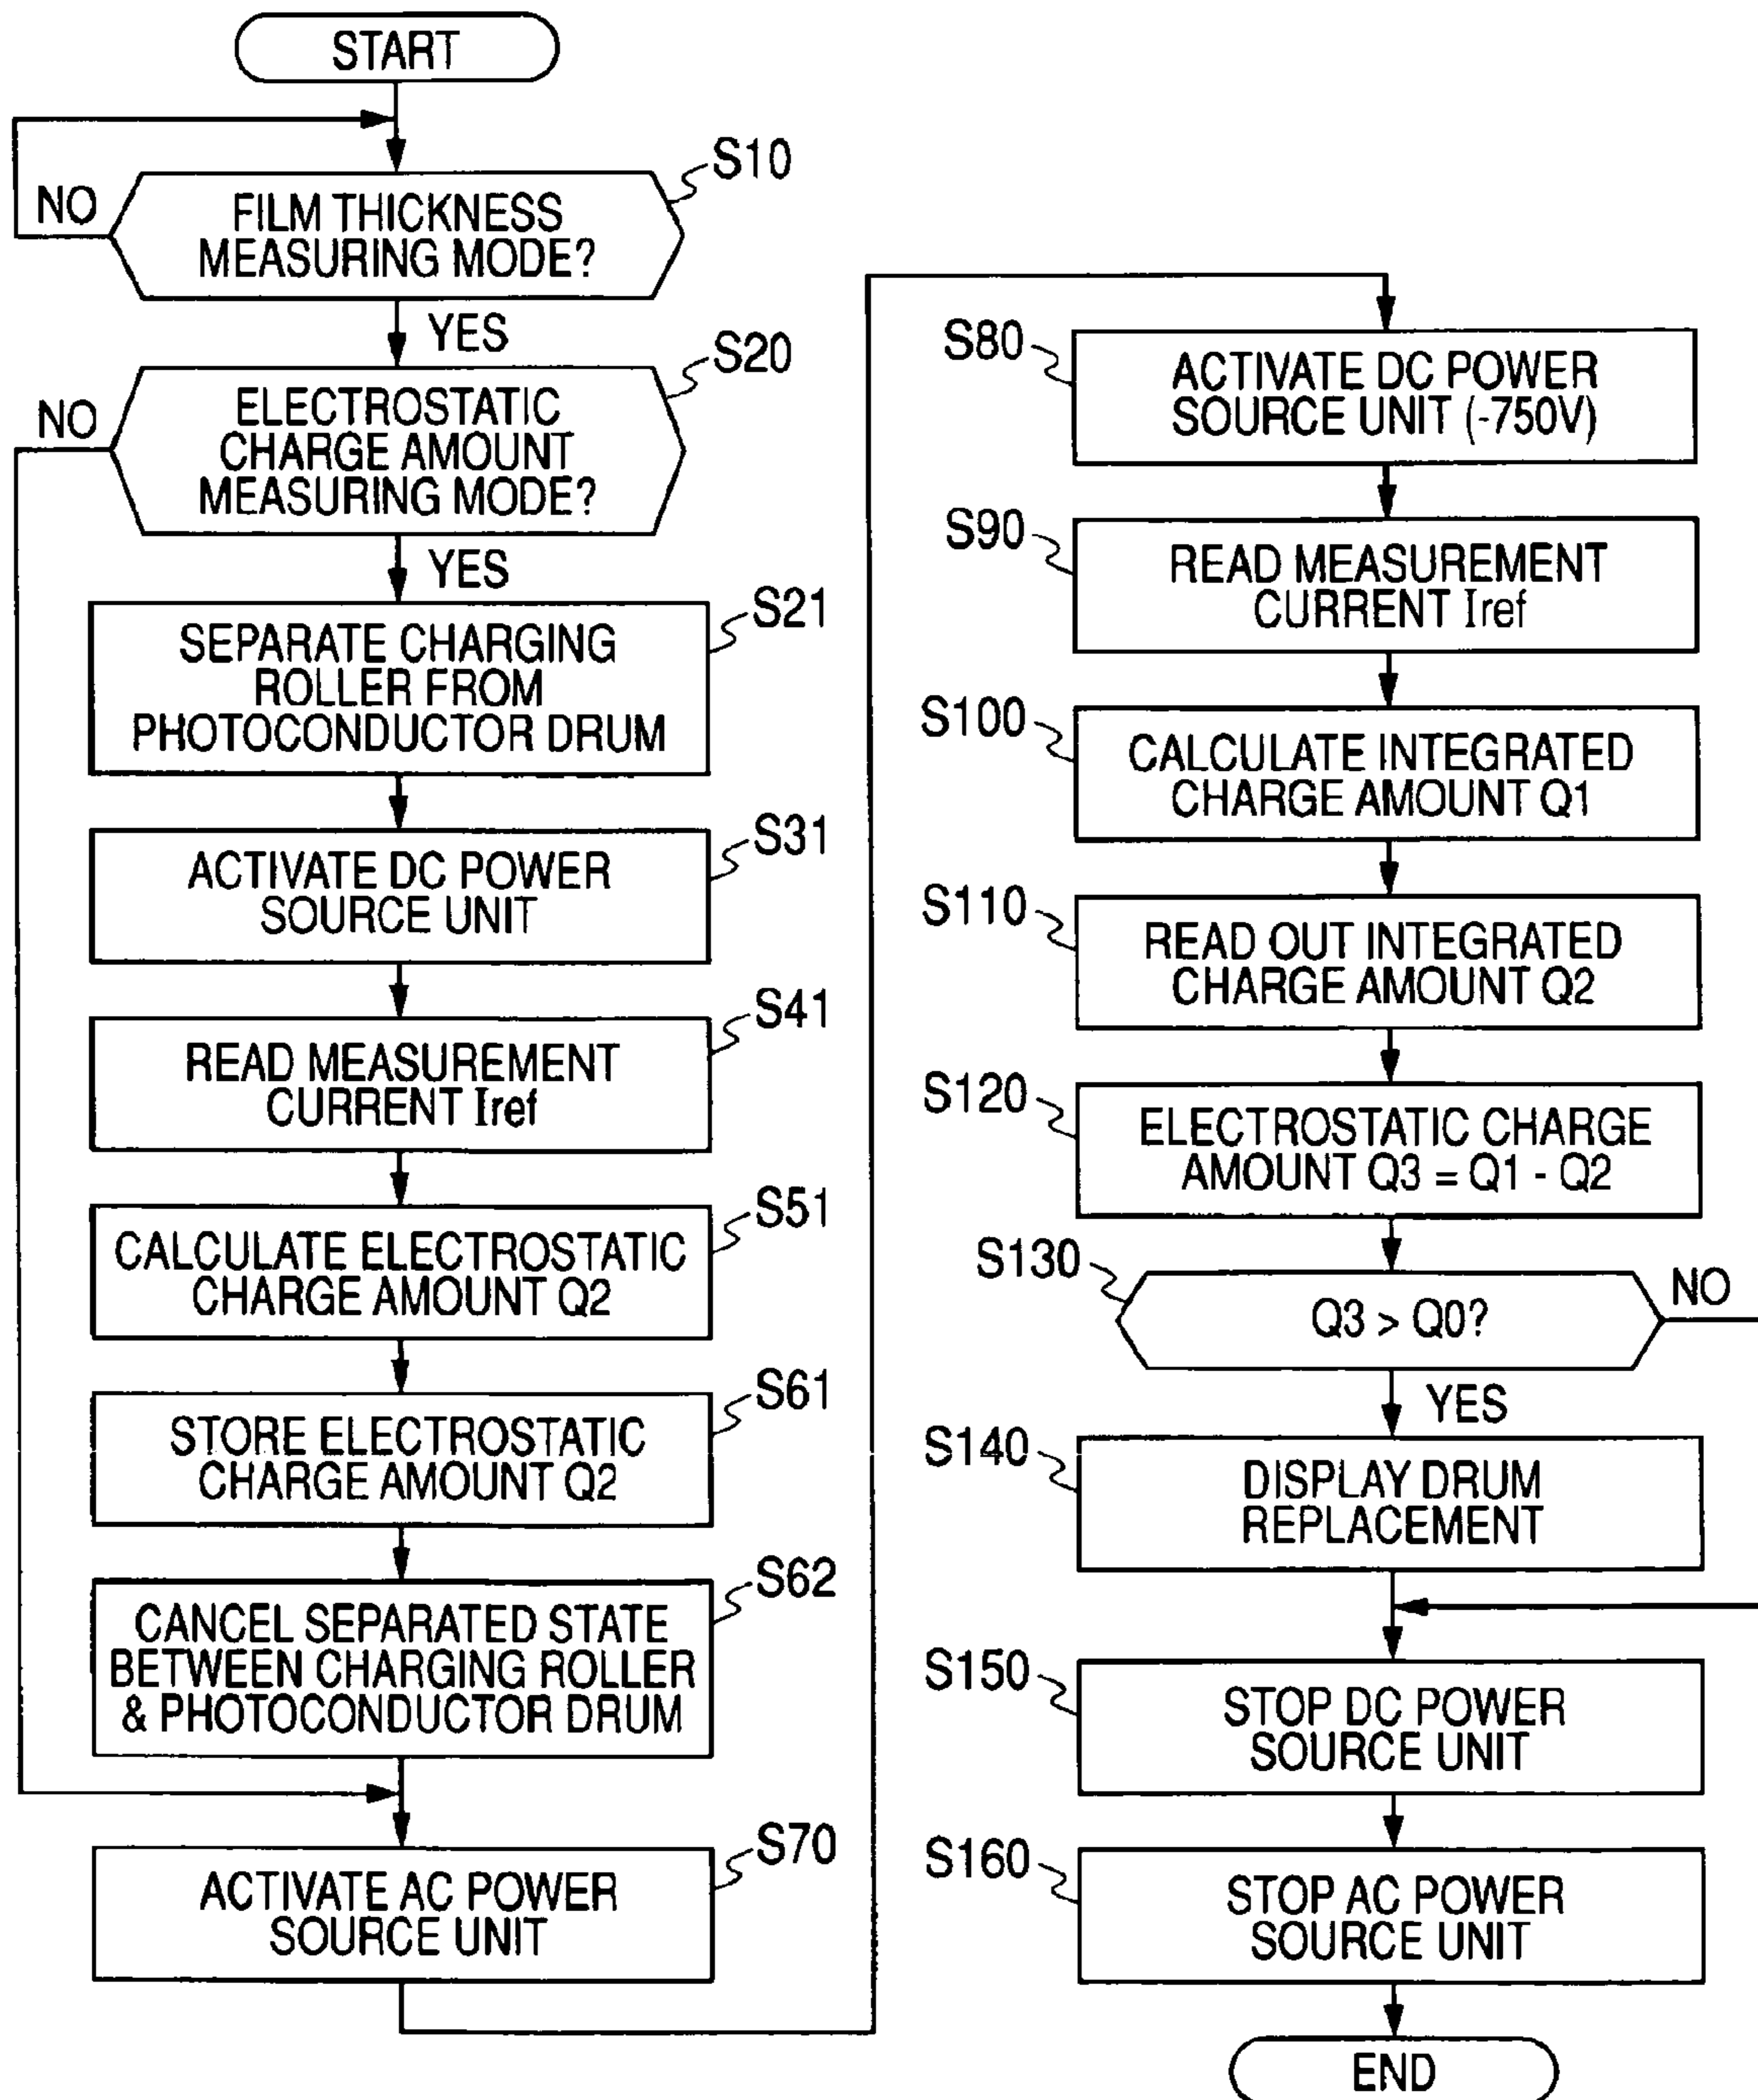 START
S10
NO
FILM THICKNESS
MEASURING MODE?
YES
S20
NO
ELECTROSTATIC
CHARGE AMOUNT
MEASURING MODE?
YES
S21
SEPARATE CHARGING
ROLLER FROM
PHOTOCONDUCTOR DRUM
S31
ACTIVATE DC POWER
SOURCE UNIT
S41
READ MEASUREMENT
CURRENT Iref
S51
CALCULATE ELECTROSTATIC
CHARGE AMOUNT Q2
S61
STORE ELECTROSTATIC
CHARGE AMOUNT Q2
S62
CANCEL SEPARATED STATE
BETWEEN CHARGING ROLLER
& PHOTOCONDUCTOR DRUM
S70
ACTIVATE AC POWER
SOURCE UNIT
S80
ACTIVATE DC POWER
SOURCE UNIT (-750V)
S90
READ MEASUREMENT
CURRENT Iref
S100
CALCULATE INTEGRATED
CHARGE AMOUNT Q1
S110
READ OUT INTEGRATED
CHARGE AMOUNT Q2
S120
ELECTROSTATIC CHARGE
AMOUNT Q3 = Q1 - Q2
S130
Q3 > Q0?
NO
YES
S140
DISPLAY DRUM
REPLACEMENT
S150
STOP DC POWER
SOURCE UNIT
S160
STOP AC POWER
SOURCE UNIT
END